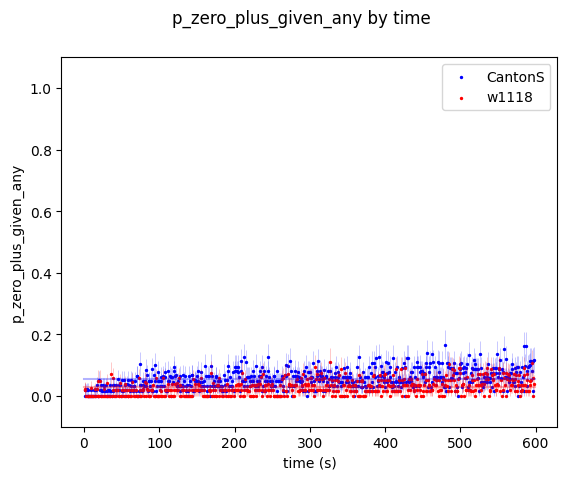 p_zero_plus_given_any by time
CantonS
w1118
p_zero_plus_given_any
1.0
0.8
0.6
0.4
0.2
0.0
0 100 200 300 400 500 600
time (s)